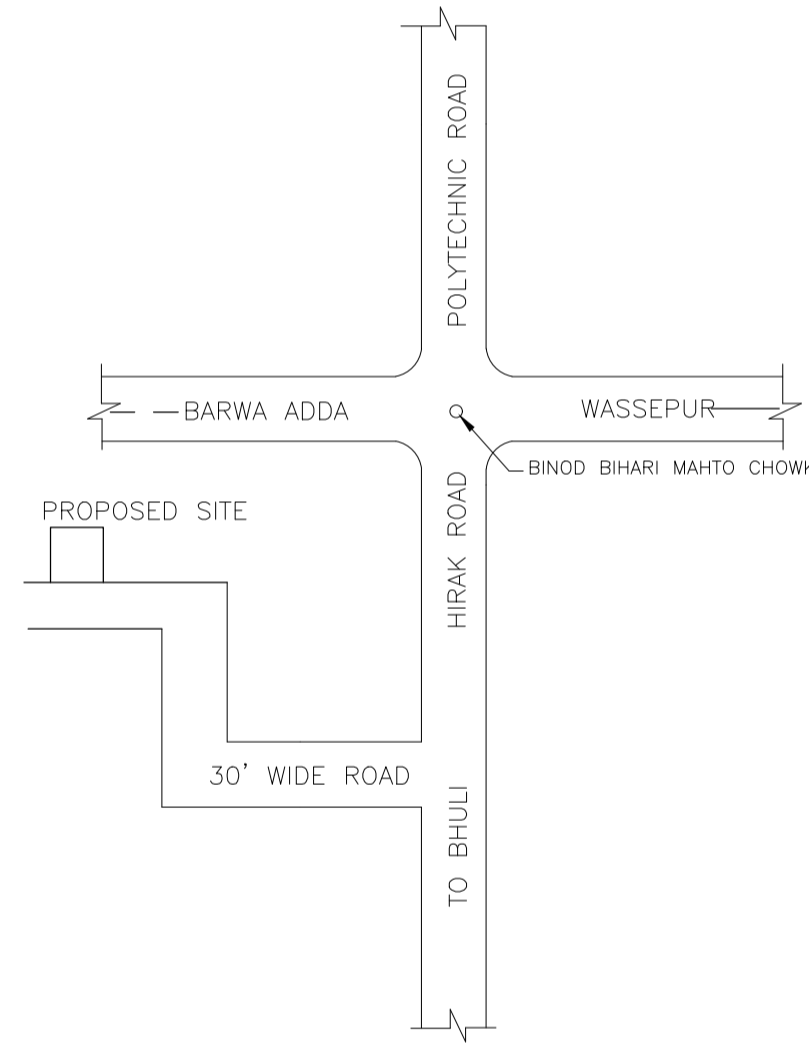 POLYTECHNIC ROAD
BARWA ADDA
WASSEPUR
BINOD BIHARI MAHTO CHOWK
HIRAK ROAD
PROPOSED SITE
30' WIDE ROAD
TO BHULI